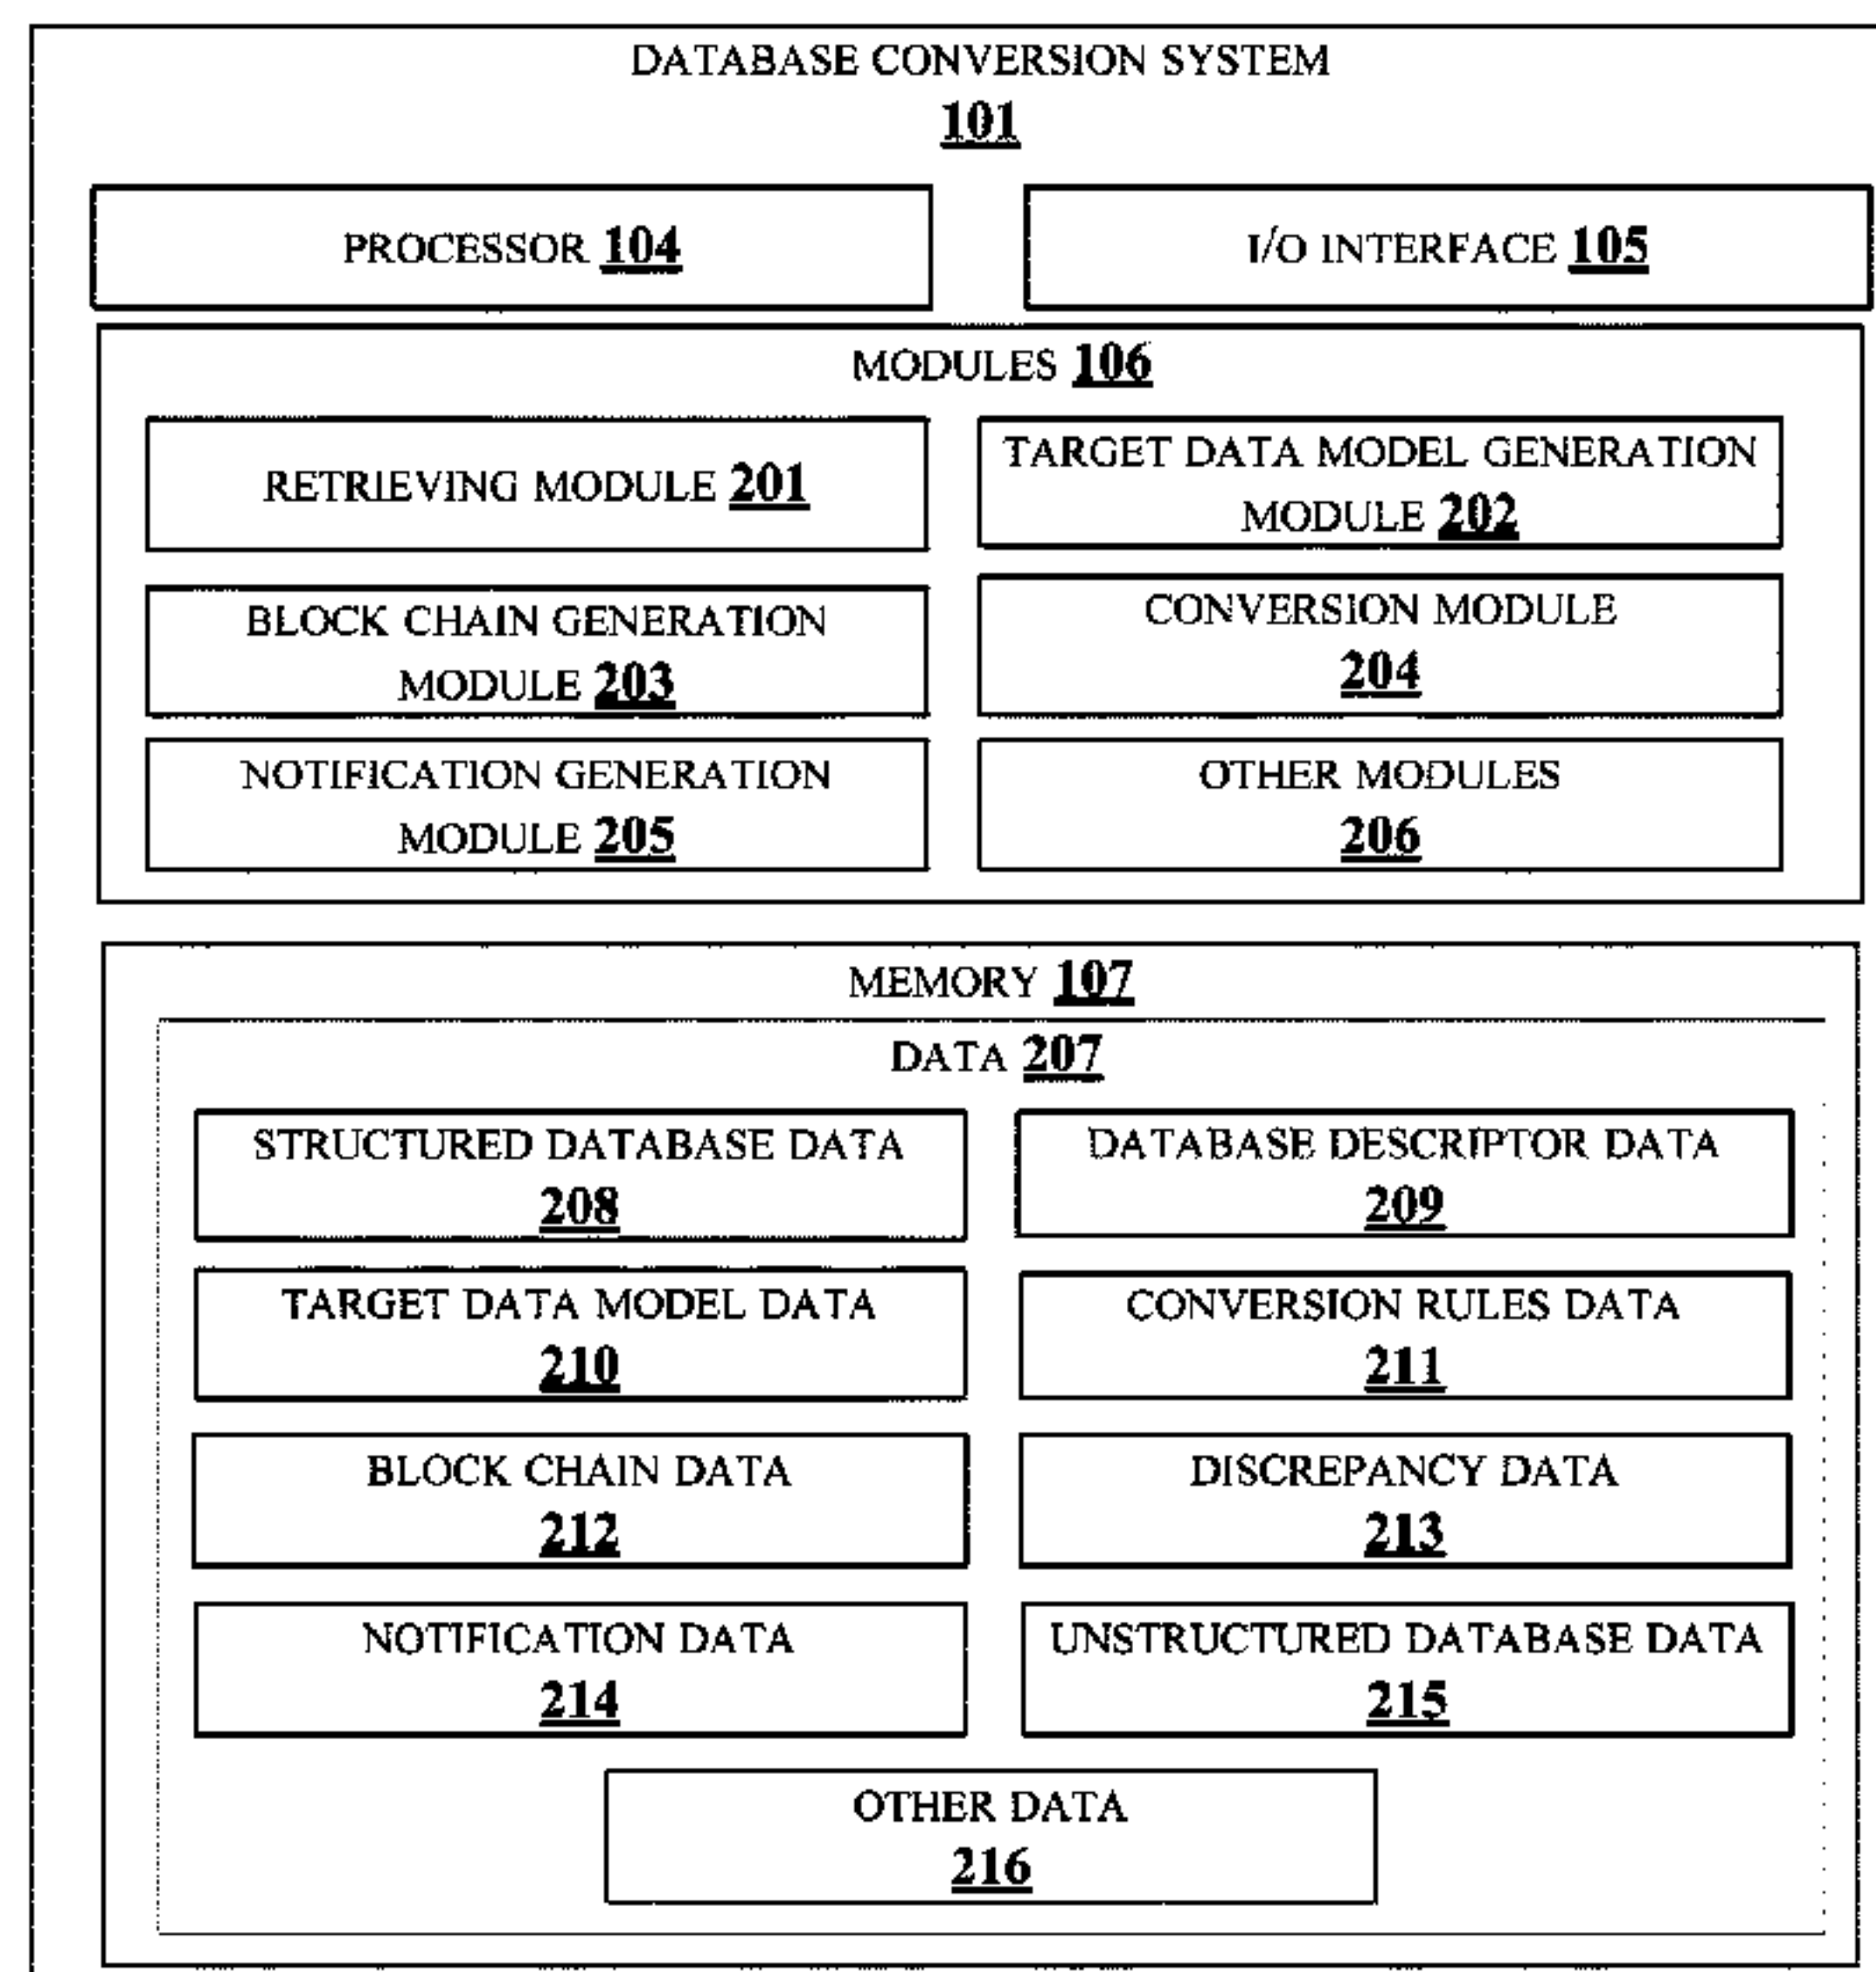 DATABASE CONVERSION SYSTEM
101
PROCESSOR 104
I/O INTERFACE 105
MODULES 106
RETRIEVING MODULE 201
TARGET DATA MODEL GENERATION
MODULE 202
BLOCK CHAIN GENERATION
MODULE 203
CONVERSION MODULE
204
NOTIFICATION GENERATION
MODULE 205
OTHER MODULES
206
MEMORY 107
DATA 207
STRUCTURED DATABASE DATA
208
DATABASE DESCRIPTOR DATA
209
TARGET DATA MODEL DATA
210
CONVERSION RULES DATA
211
BLOCK CHAIN DATA
212
DISCREPANCY DATA
213
NOTIFICATION DATA
214
UNSTRUCTURED DATABASE DATA
215
OTHER DATA
216